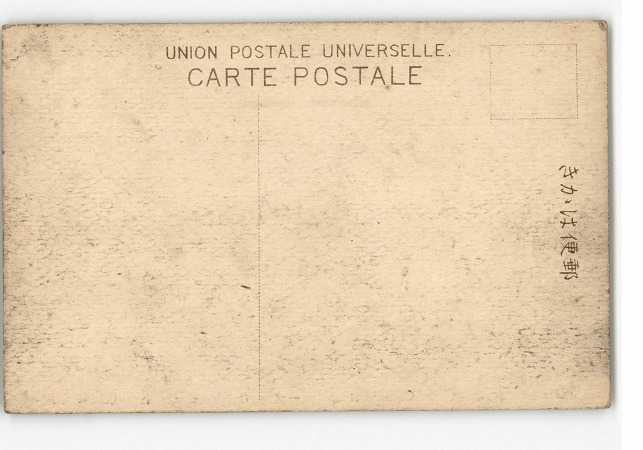 UNION POSTALE UNIVERSELLE.
CARTE POSTALE
郵便はがき